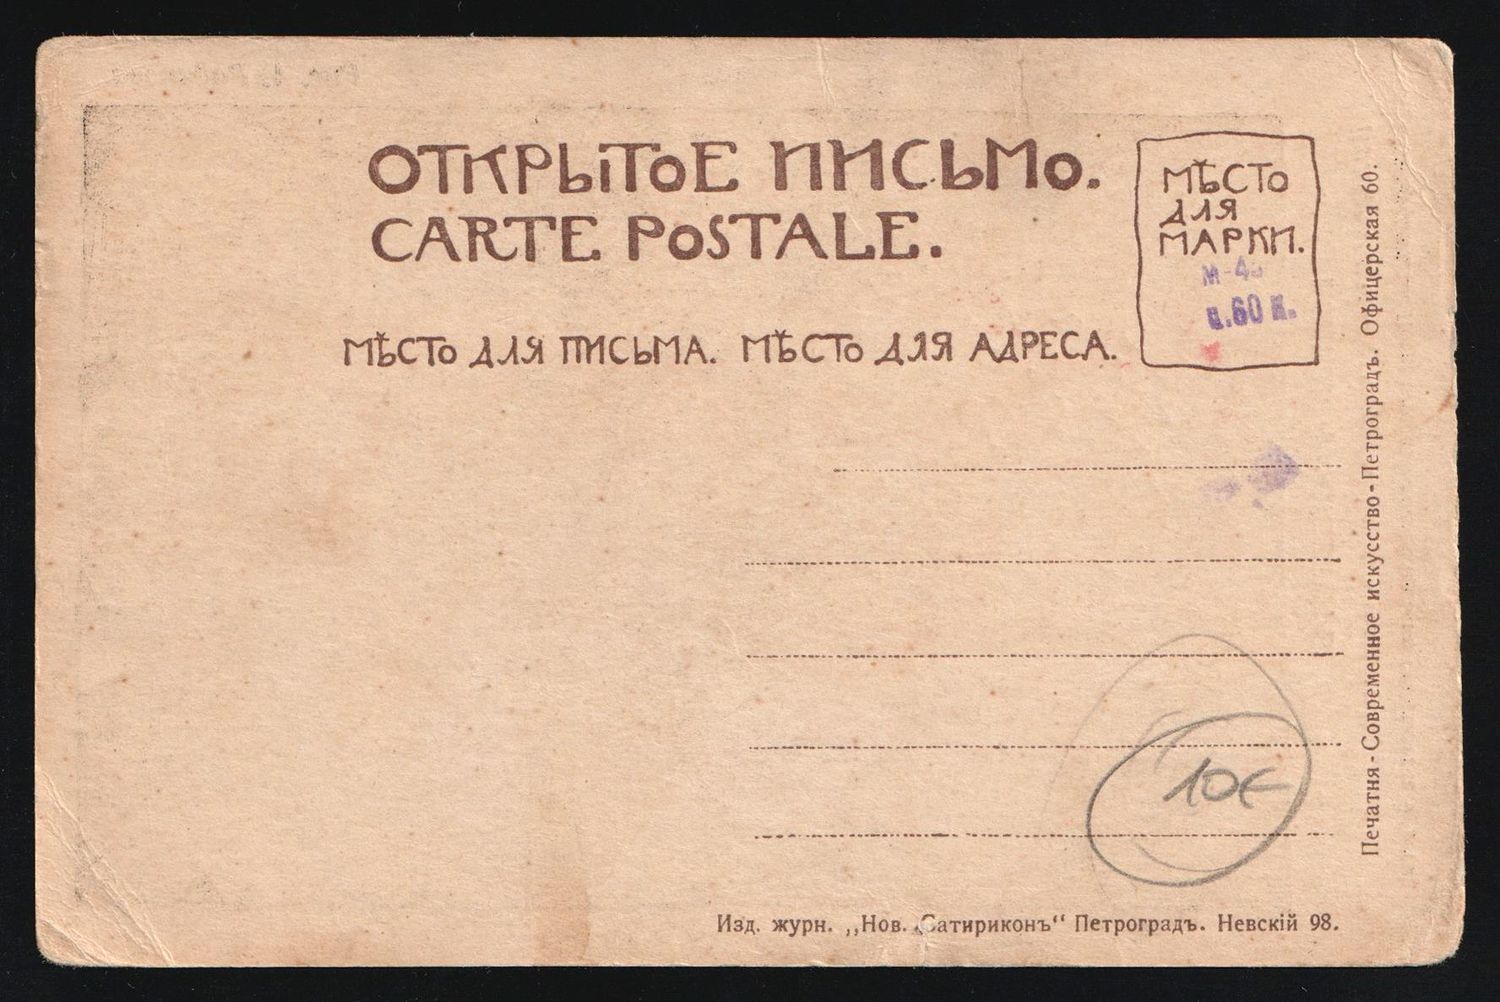 ОТКРЫТОЕ ПИСЬМО.
CARTE POSTALE.
МѢСТО
ДЛЯ
МАРКИ.
ц.60 к.
МѢСТО ДЛЯ ПИСЬМА. МѢСТО ДЛЯ АДРЕСА.
10€
Изд. журн. „Нов. Сатириконъ“ Петроградъ. Невскій 98.
Печатня-Современное искусство-Петроградъ. Офицерская 60.